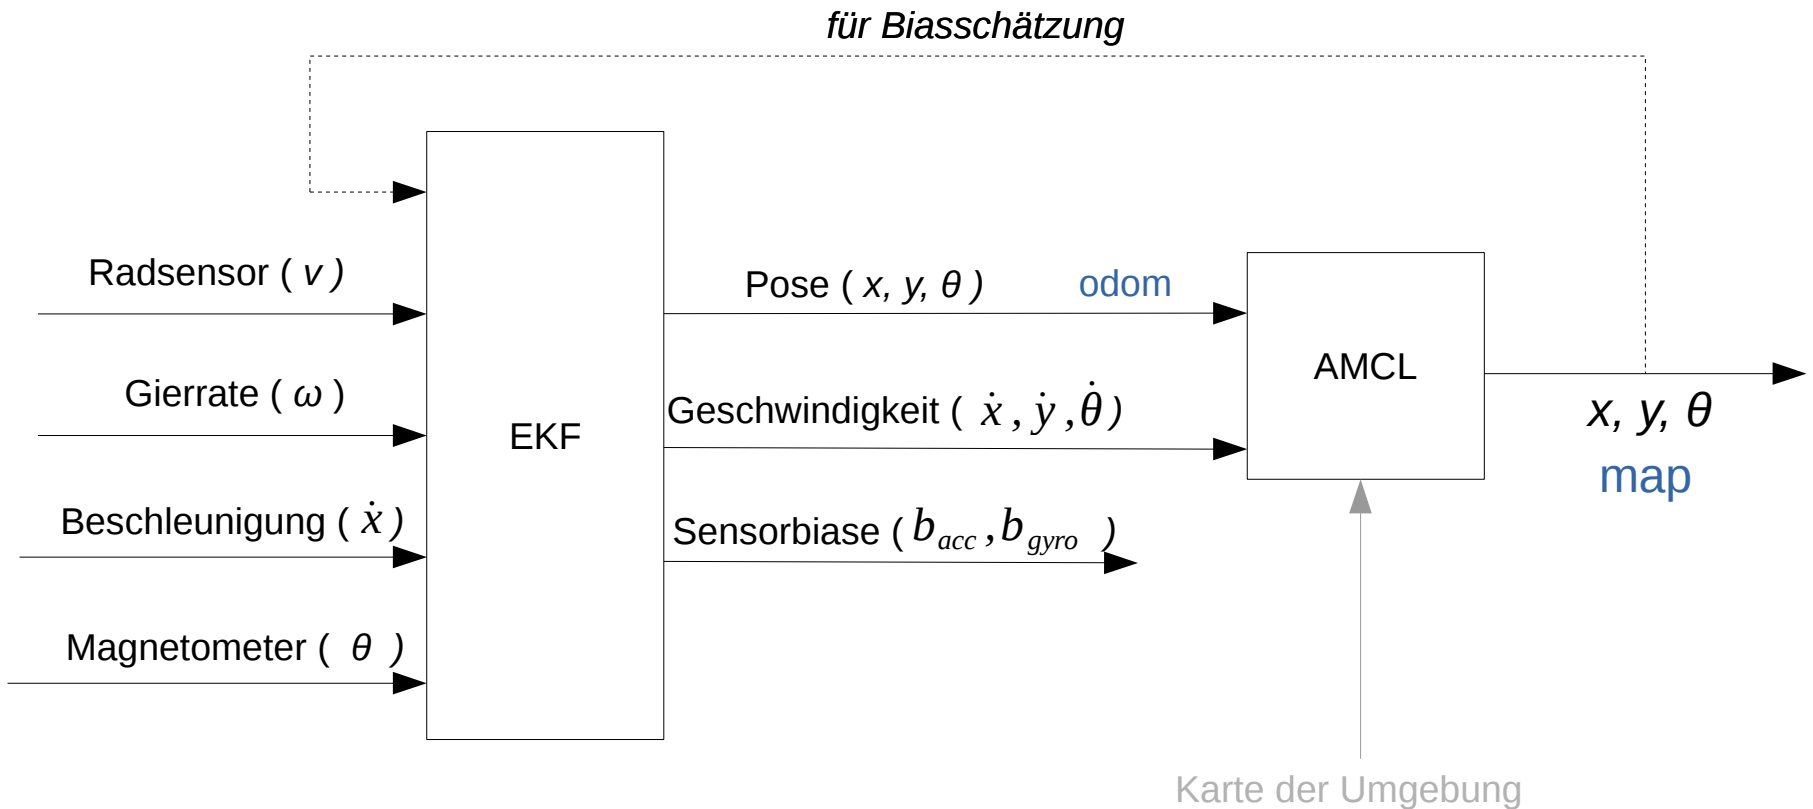 für Biasschätzung
Radsensor ( v )
Gierrate ( ω )
Beschleunigung ( ẋ )
Magnetometer ( θ )
EKF
Pose ( x, y, θ )
odom
Geschwindigkeit ( ẋ , ẏ , θ̇ )
Sensorbiase ( b_acc , b_gyro )
AMCL
x, y, θ
map
Karte der Umgebung